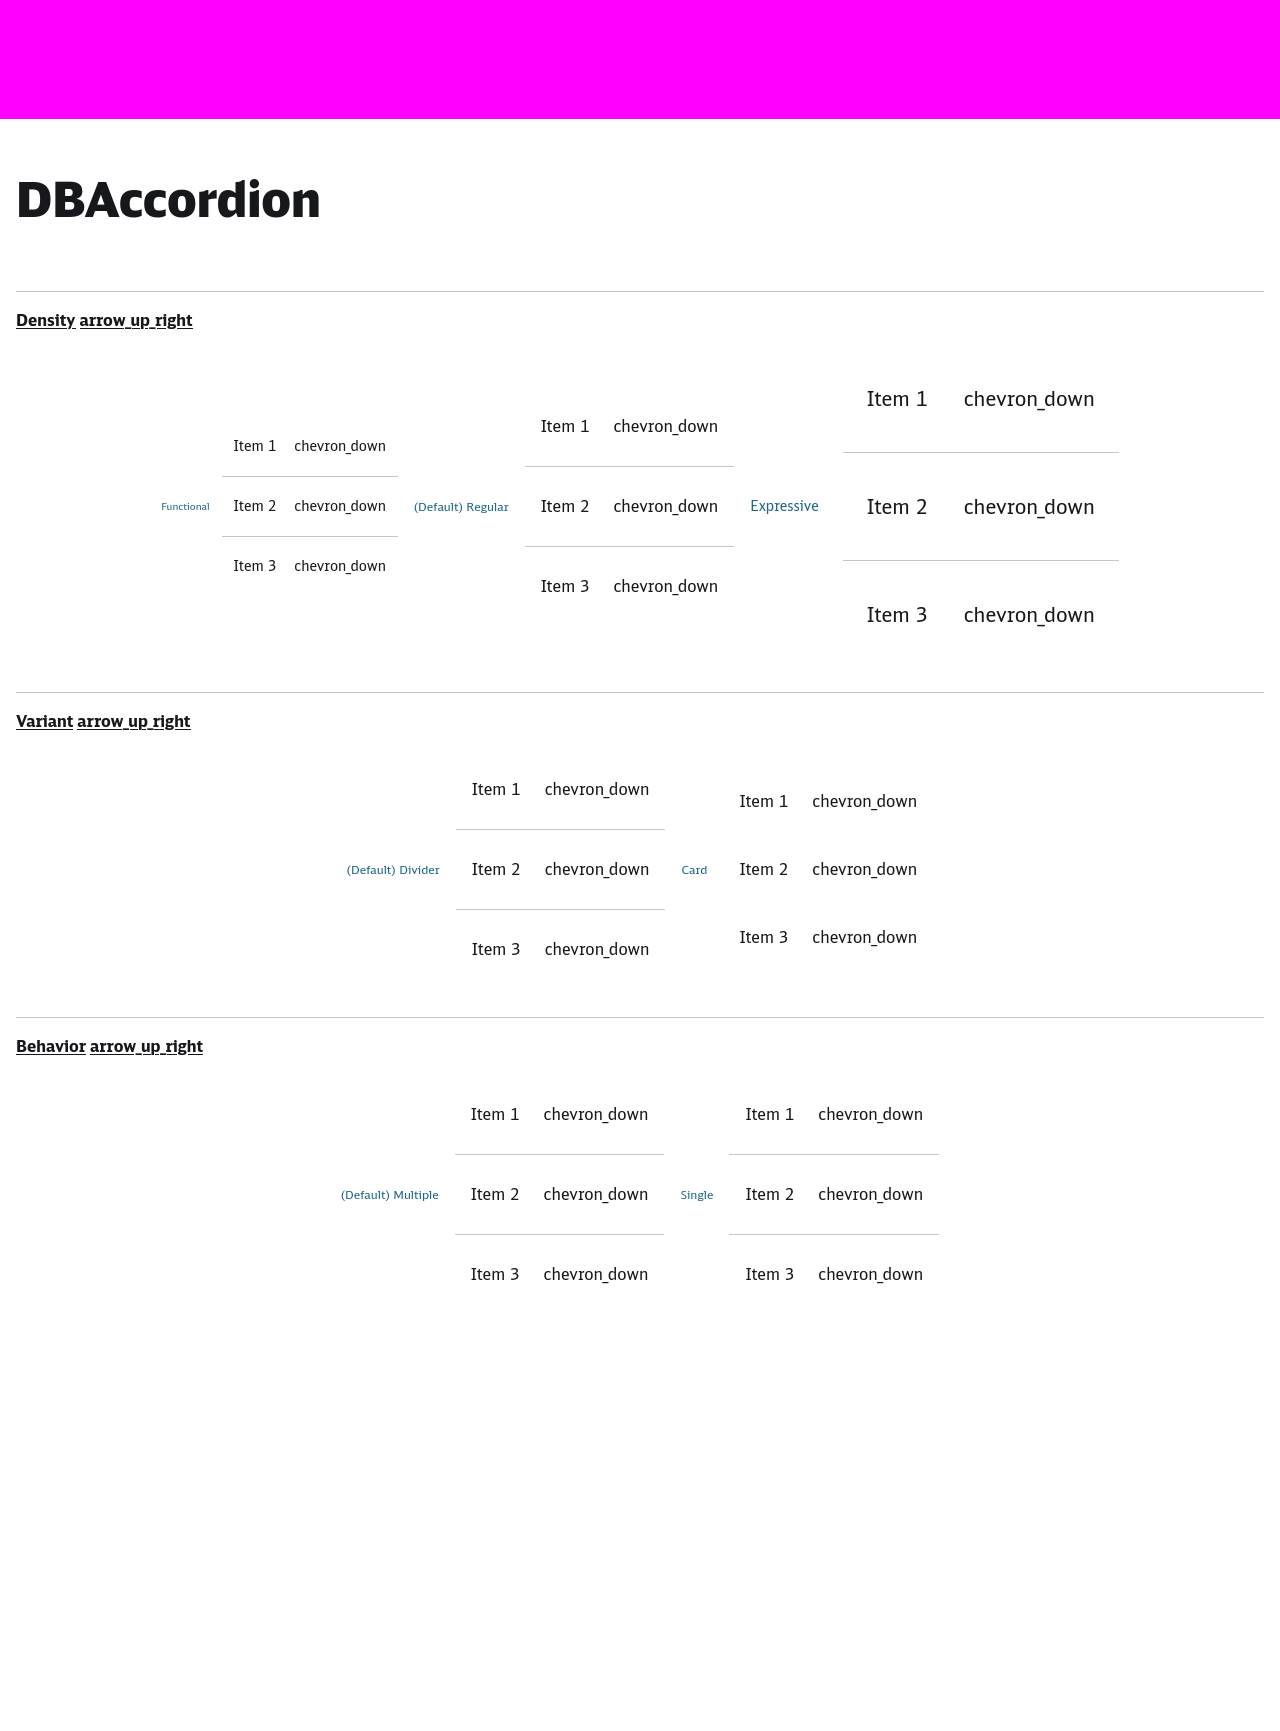 DBAccordion
Density arrow_up_right
Functional
Item 1 chevron_down
Item 2 chevron_down
Item 3 chevron_down
(Default) Regular
Item 1 chevron_down
Item 2 chevron_down
Item 3 chevron_down
Expressive
Item 1 chevron_down
Item 2 chevron_down
Item 3 chevron_down
Variant arrow_up_right
(Default) Divider
Item 1 chevron_down
Item 2 chevron_down
Item 3 chevron_down
Card
Item 1 chevron_down
Item 2 chevron_down
Item 3 chevron_down
Behavior arrow_up_right
(Default) Multiple
Item 1 chevron_down
Item 2 chevron_down
Item 3 chevron_down
Single
Item 1 chevron_down
Item 2 chevron_down
Item 3 chevron_down